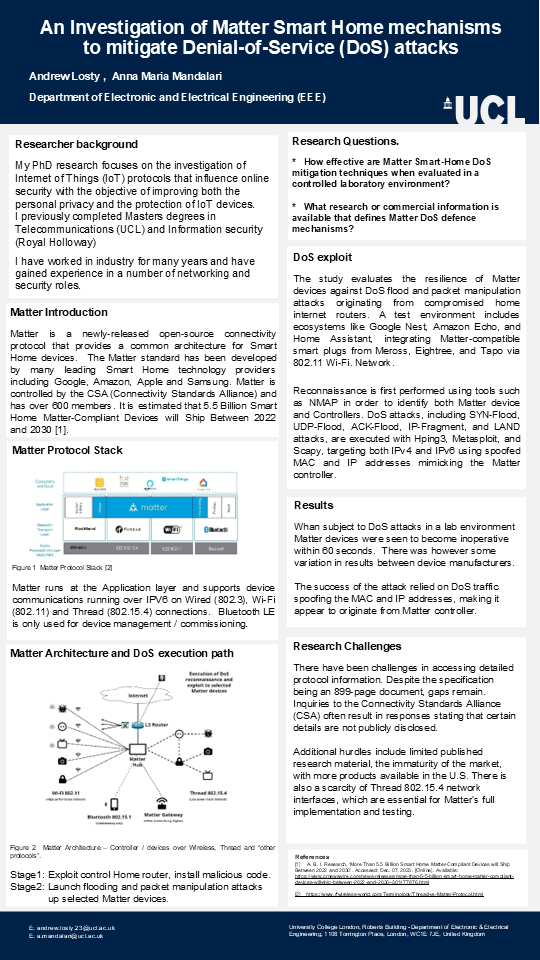 An Investigation of Matter Smart Home mechanisms
to mitigate Denial-of-Service (DoS) attacks
Andrew Losty , Anna Maria Mandalari
Department of Electronic and Electrical Engineering (EEE)
UCL
Researcher background
My PhD research focuses on the investigation of
Internet of Things (IoT) protocols that influence online
security with the objective of improving both the
personal privacy and the protection of IoT devices.
I previously completed Masters degrees in
Telecommunications (UCL) and Information security
(Royal Holloway)
I have worked in industry for many years and have
gained experience in a number of networking and
security roles.
Matter Introduction
Matter is a newly-released open-source connectivity
protocol that provides a common architecture for Smart
Home devices. The Matter standard has been developed
by many leading Smart Home technology providers
including Google, Amazon, Apple and Samsung. Matter is
controlled by the CSA (Connectivity Standards Alliance) and
has over 600 members. It is estimated that 5.5 Billion Smart
Home Matter-Compliant Devices will Ship Between 2022
and 2030 [1].
Matter Protocol Stack
SmartThings
matter
THREAD
WiFi
Bluetooth
Figure 1 Matter Protocol Stack [2]
Matter runs at the Application layer and supports device
communications running over IPV6 on Wired (802.3), Wi-Fi
(802.11) and Thread (802.15.4) connections. Bluetooth LE
is only used for device management / commissioning.
Matter Architecture and DoS execution path
Execution of DoS
reconnaissance and
exploit to selected
Matter devices
Internet
L3 Router
Matter
Hub
Wi-Fi 802.11
Thread 802.15.4
Bluetooth 802.15.1
Matter Gateway
Figure 2 Matter Architecture – Controller / devices over Wireless, Thread and "other
protocols".
Stage1: Exploit control Home router, install malicious code.
Stage2: Launch flooding and packet manipulation attacks
up selected Matter devices.
Research Questions.
* How effective are Matter Smart-Home DoS
mitigation techniques when evaluated in a
controlled laboratory environment?
* What research or commercial information is
available that defines Matter DoS defence
mechanisms?
DoS exploit
The study evaluates the resilience of Matter
devices against DoS flood and packet manipulation
attacks originating from compromised home
internet routers. A test environment includes
ecosystems like Google Nest, Amazon Echo, and
Home Assistant, integrating Matter-compatible
smart plugs from Meross, Eightree, and Tapo via
802.11 Wi-Fi. Network.
Reconnaissance is first performed using tools such
as NMAP in order to identify both Matter device
and Controllers. DoS attacks, including SYN-Flood,
UDP-Flood, ACK-Flood, IP-Fragment, and LAND
attacks, are executed with Hping3, Metasploit, and
Scapy, targeting both IPv4 and IPv6 using spoofed
MAC and IP addresses mimicking the Matter
controller.
Results
Whan subject to DoS attacks in a lab environment
Matter devices were seen to become inoperative
within 60 seconds. There was however some
variation in results between device manufacturers.
The success of the attack relied on DoS traffic
spoofing the MAC and IP addresses, making it
appear to originate from Matter controller.
Research Challenges
There have been challenges in accessing detailed
protocol information. Despite the specification
being an 899-page document, gaps remain.
Inquiries to the Connectivity Standards Alliance
(CSA) often result in responses stating that certain
details are not publicly disclosed.
Additional hurdles include limited published
research material, the immaturity of the market,
with more products available in the U.S. There is
also a scarcity of Thread 802.15.4 network
interfaces, which are essential for Matter's full
implementation and testing.
References
[1] A. B. I. Research, "More Than 5.5 Billion Smart Home Matter-Compliant Devices will Ship
Between 2022 and 2030". Accessed: Dec. 07, 2023. [Online]. Available:
[2] https://www.rfwireless-world.com/Terminology/Thread-vs-Matter-Protocol.html
E: andrew.losty.23@ucl.ac.uk
E: a.mandalari@ucl.ac.uk
University College London, Roberts Building - Department of Electronic & Electrical
Engineering, 1108 Torrington Place, London, WC1E 7JE, United Kingdom